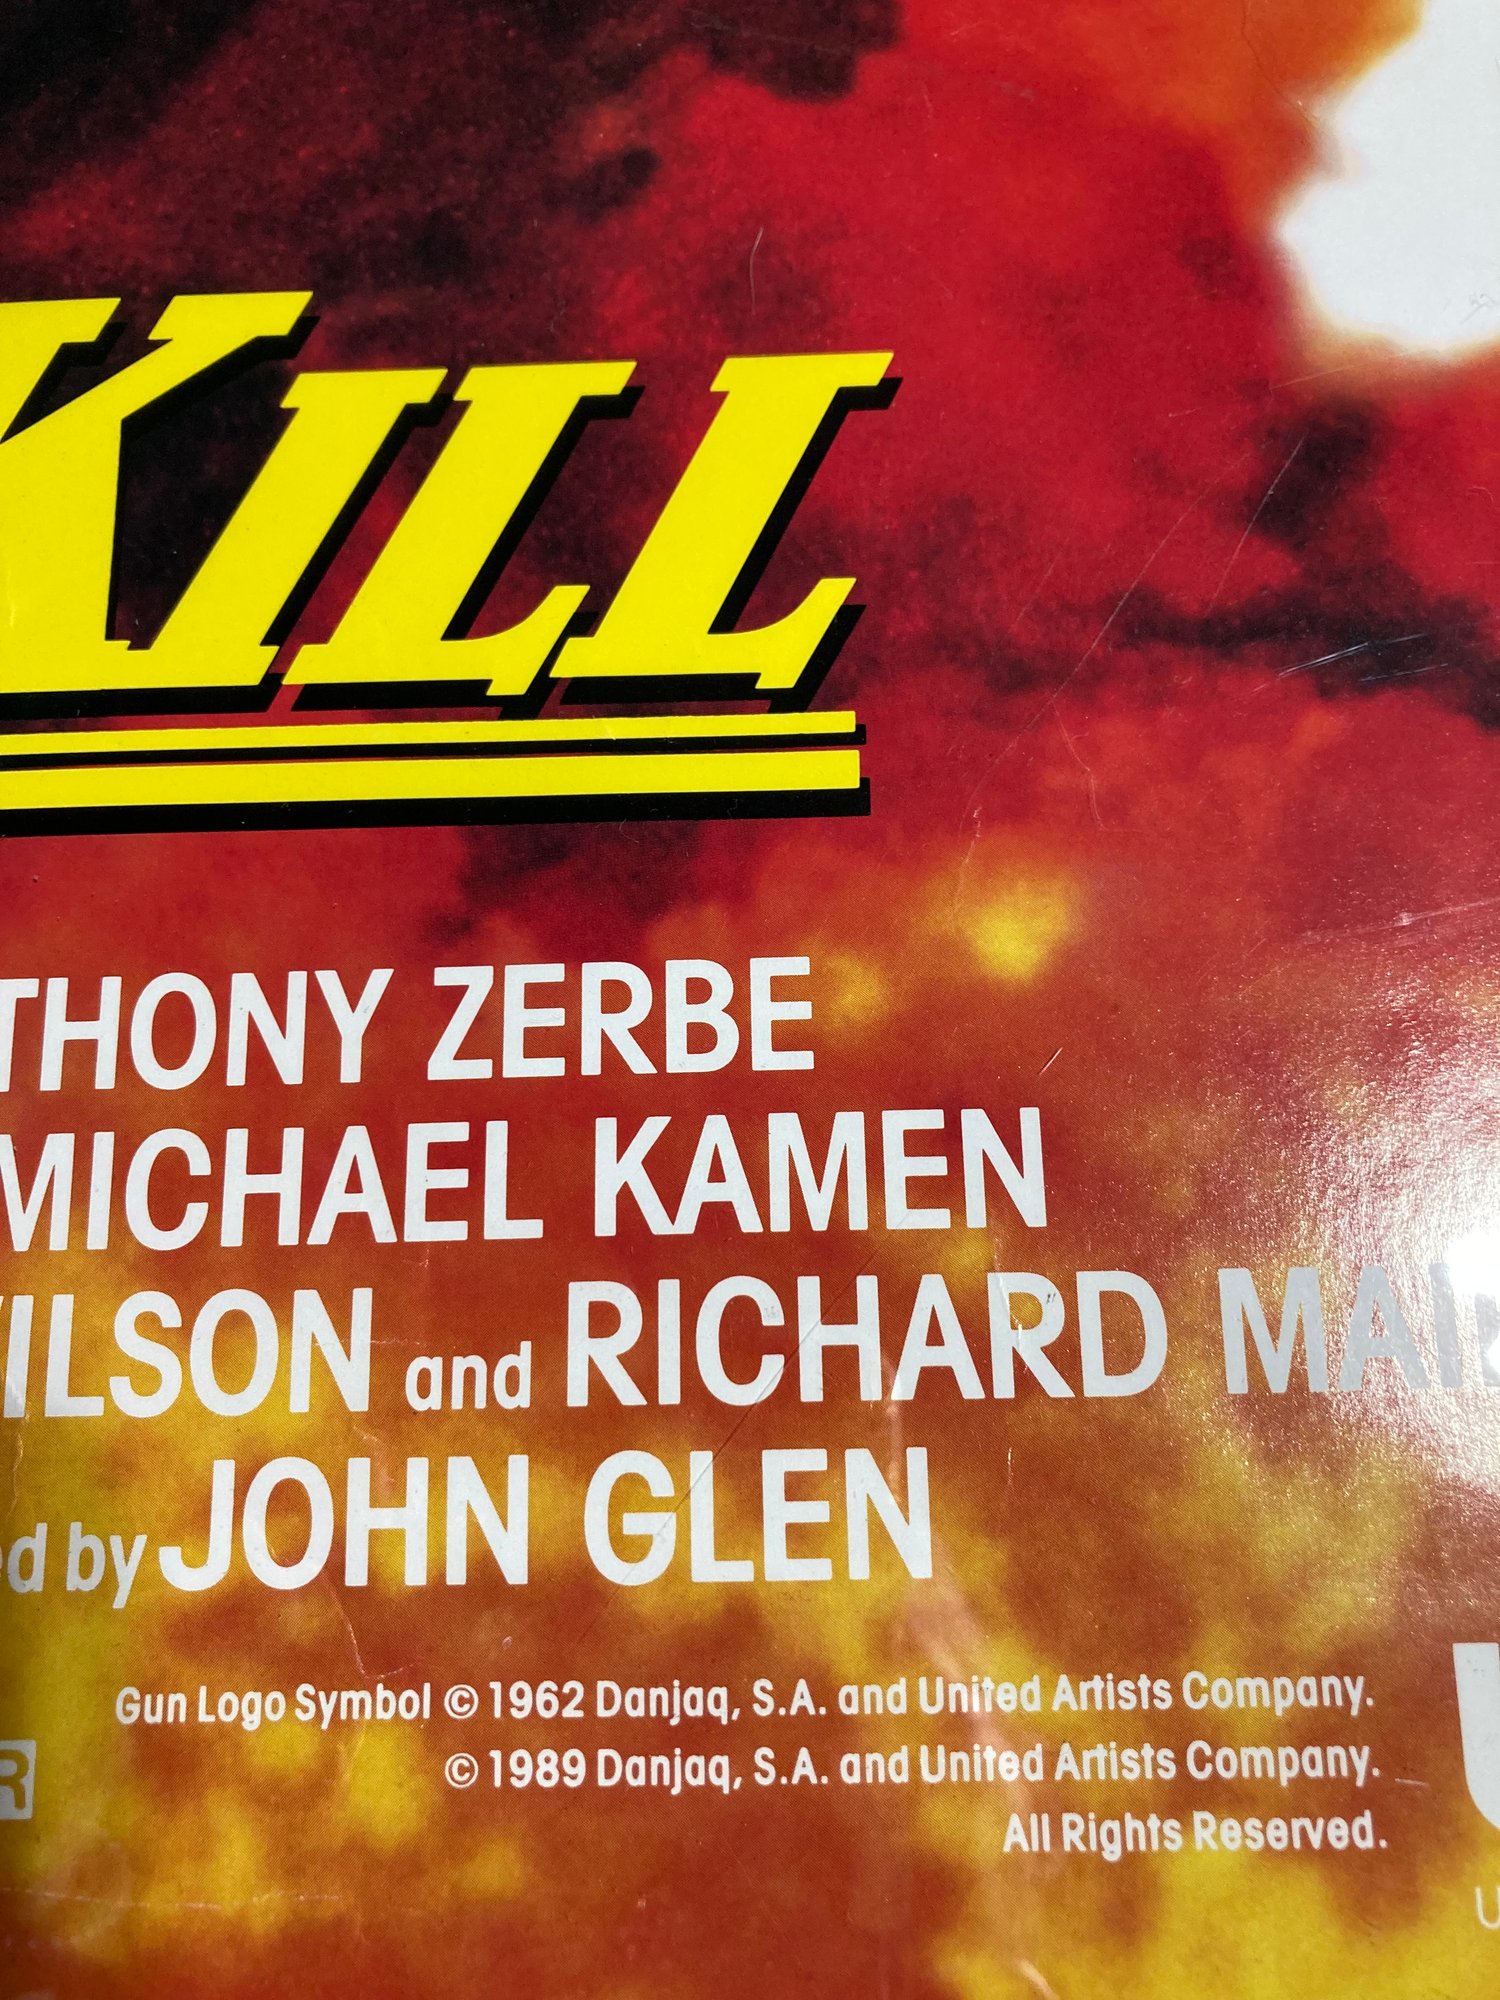 KILL
THONY ZERBE
MICHAEL KAMEN
ILSON and RICHARD MAI
d by JOHN GLEN
Gun Logo Symbol © 1962 Danjaq, S.A. and United Artists Company.
R
© 1989 Danjaq, S.A. and United Artists Company.
All Rights Reserved.
U